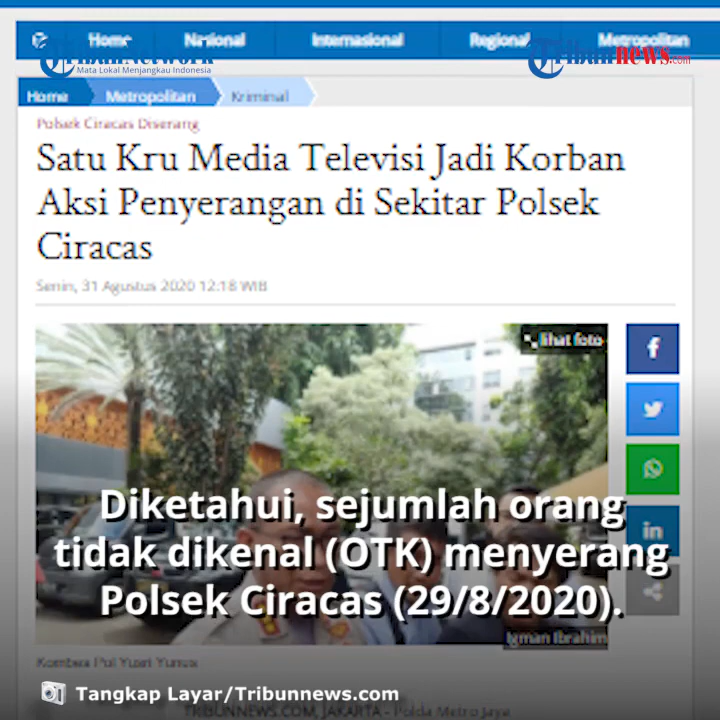 Home Nasional Internasional Regional Metropolitan
TribunNetwork
Mata Lokal Menjangkau Indonesia
Tribunnews.com
Home Metropolitan Kriminal
Polsek Ciracas Diserang
Satu Kru Media Televisi Jadi Korban
Aksi Penyerangan di Sekitar Polsek
Ciracas
Senin, 31 Agustus 2020 12:18 WIB
lihat foto
Diketahui, sejumlah orang
tidak dikenal (OTK) menyerang
Polsek Ciracas (29/8/2020).
Igman Ibrahim
Kombes Pol Yusri Yunus
Tangkap Layar/Tribunnews.com
TRIBUNNEWS.COM, JAKARTA - Polda Metro Jaya